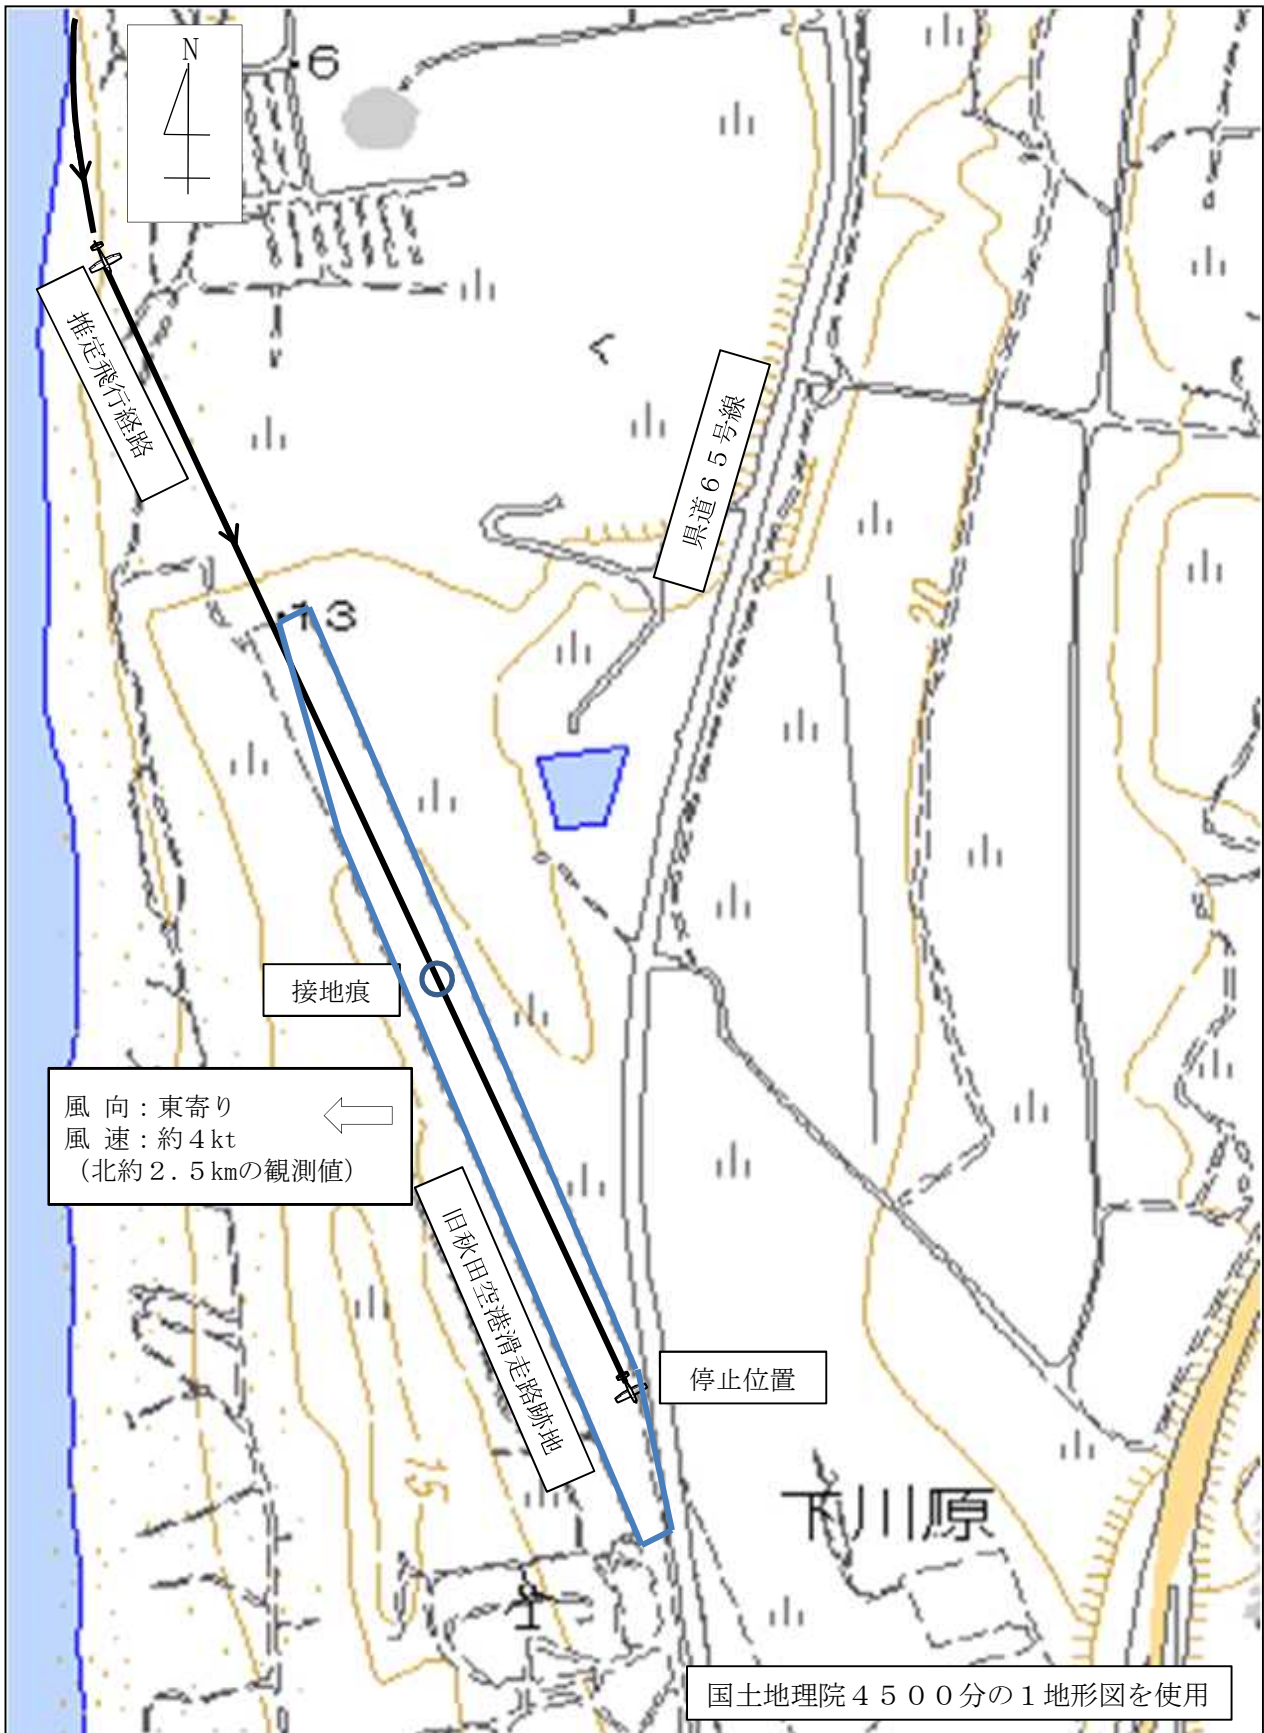 N
・6
推定飛行経路
く
県道６５号線
・13
20
接地痕
風 向：東寄り
風 速：約４kt
（北約２．５kmの観測値）
旧秋田空港滑走路跡地
停止位置
15
下川原
国土地理院４５００分の１地形図を使用